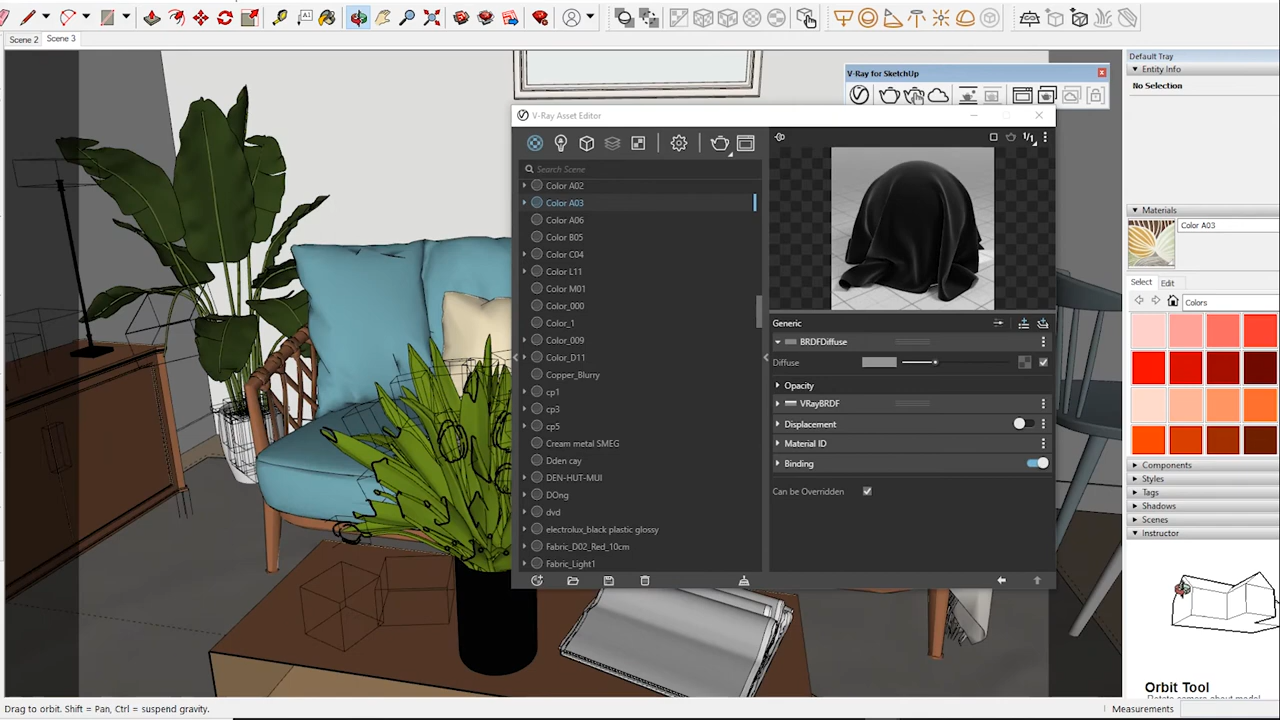 Scene 2
Scene 3
V-Ray for SketchUp
V-Ray Asset Editor
Search Scene
Color A02
Color A03
Color A06
Color B05
Color C04
Color L11
Color M01
Color_000
Color_1
Color_009
Color_D11
Copper_Blurry
cp1
cp3
cp5
Cream metal SMEG
Dden cay
DEN-HUT-MUI
DOng
dvd
electrolux_black plastic glossy
Fabric_D02_Red_10cm
Fabric_Light1
1/1
Generic
BRDFDiffuse
Diffuse
Opacity
VRayBRDF
Displacement
Material ID
Binding
Can be Overridden
Default Tray
Entity Info
No Selection
Materials
Color A03
Select Edit
Colors
Components
Styles
Tags
Shadows
Scenes
Instructor
Orbit Tool
Drag to orbit. Shift = Pan, Ctrl = suspend gravity.
Measurements